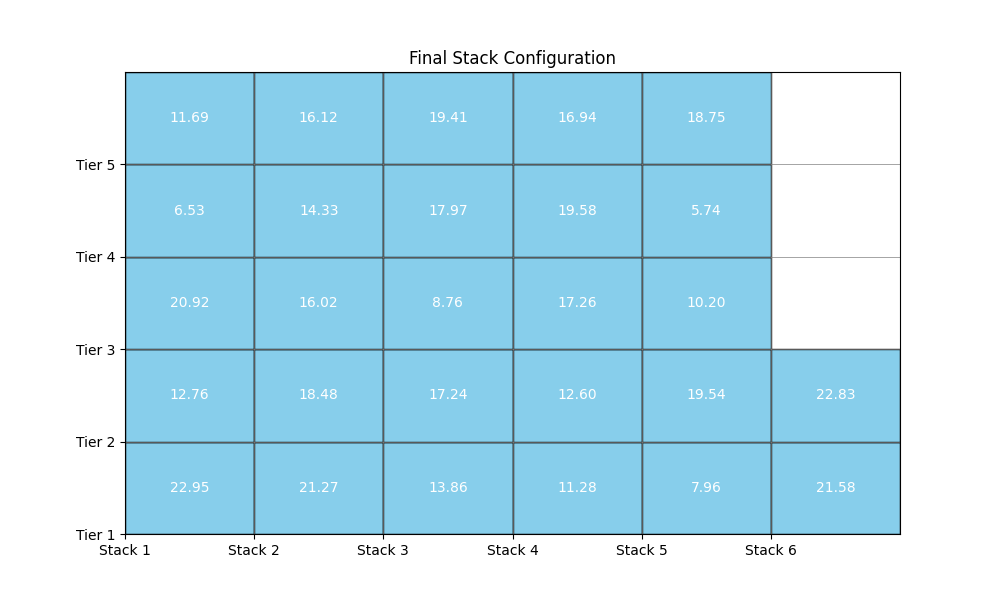 Final Stack Configuration
11.69 16.12 19.41 16.94 18.75
Tier 5
6.53 14.33 17.97 19.58 5.74
Tier 4
20.92 16.02 8.76 17.26 10.20
Tier 3
12.76 18.48 17.24 12.60 19.54 22.83
Tier 2
22.95 21.27 13.86 11.28 7.96 21.58
Tier 1
Stack 1 Stack 2 Stack 3 Stack 4 Stack 5 Stack 6